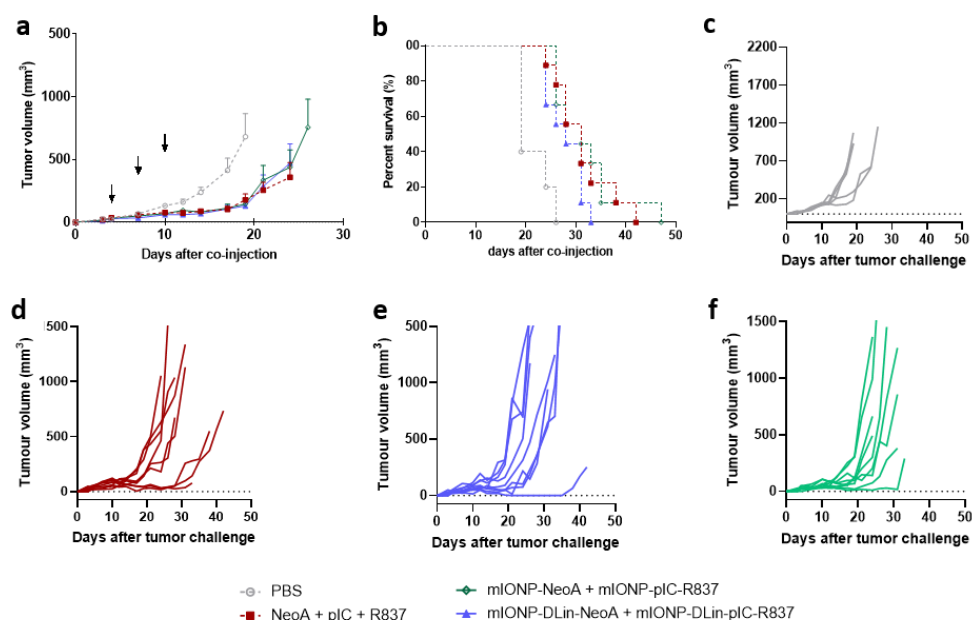 a
b
c
500
1000
500
0
0
10
20
30
Tumor volume (mm3)
Days after co-injection
00
80
60
40
20
0
0
10
20
30
40
50
Percent survival (%)
days after co-injection
2200
1700
1200
700
200
0
10
20
30
40
50
Tumour volume (mm3)
Days after tumor challenge
d
e
f
500
1000
500
0
0
10
20
30
40
50
Tumour volume (mm3)
Days after tumor challenge
500
1000
500
0
0
10
20
30
40
50
Tumour volume (mm3)
Days after tumor challenge
1500
1000
500
0
0
10
20
30
40
50
Tumour volume (mm3)
Days after tumor challenge
PBS
NeoA + pIC + R837
mIONP-NeoA + mIONP-pIC-R837
mIONP-DLin-NeoA + mIONP-DLin-pIC-R837